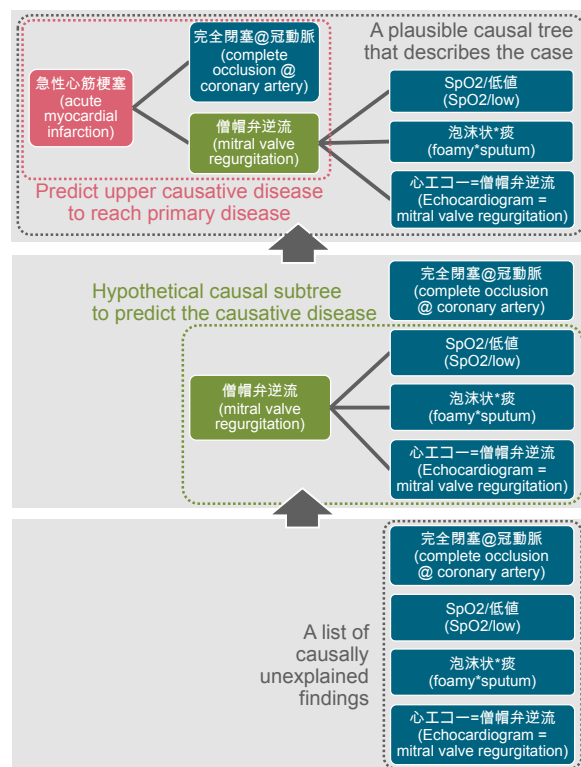 A plausible causal tree
that describes the case
完全閉塞@冠動脈
(complete
occlusion @
coronary artery)
急性心筋梗塞
(acute
myocardial
infarction)
僧帽弁逆流
(mitral valve
regurgitation)
SpO2/低値
(SpO2/low)
泡沫状*痰
(foamy*sputum)
心エコー=僧帽弁逆流
(Echocardiogram =
mitral valve regurgitation)
Predict upper causative disease
to reach primary disease
Hypothetical causal subtree
to predict the causative disease
完全閉塞@冠動脈
(complete occlusion
@ coronary artery)
SpO2/低値
(SpO2/low)
僧帽弁逆流
(mitral valve
regurgitation)
泡沫状*痰
(foamy*sputum)
心エコー=僧帽弁逆流
(Echocardiogram =
mitral valve regurgitation)
A list of
causally
unexplained
findings
完全閉塞@冠動脈
(complete occlusion
@ coronary artery)
SpO2/低値
(SpO2/low)
泡沫状*痰
(foamy*sputum)
心エコー=僧帽弁逆流
(Echocardiogram =
mitral valve regurgitation)